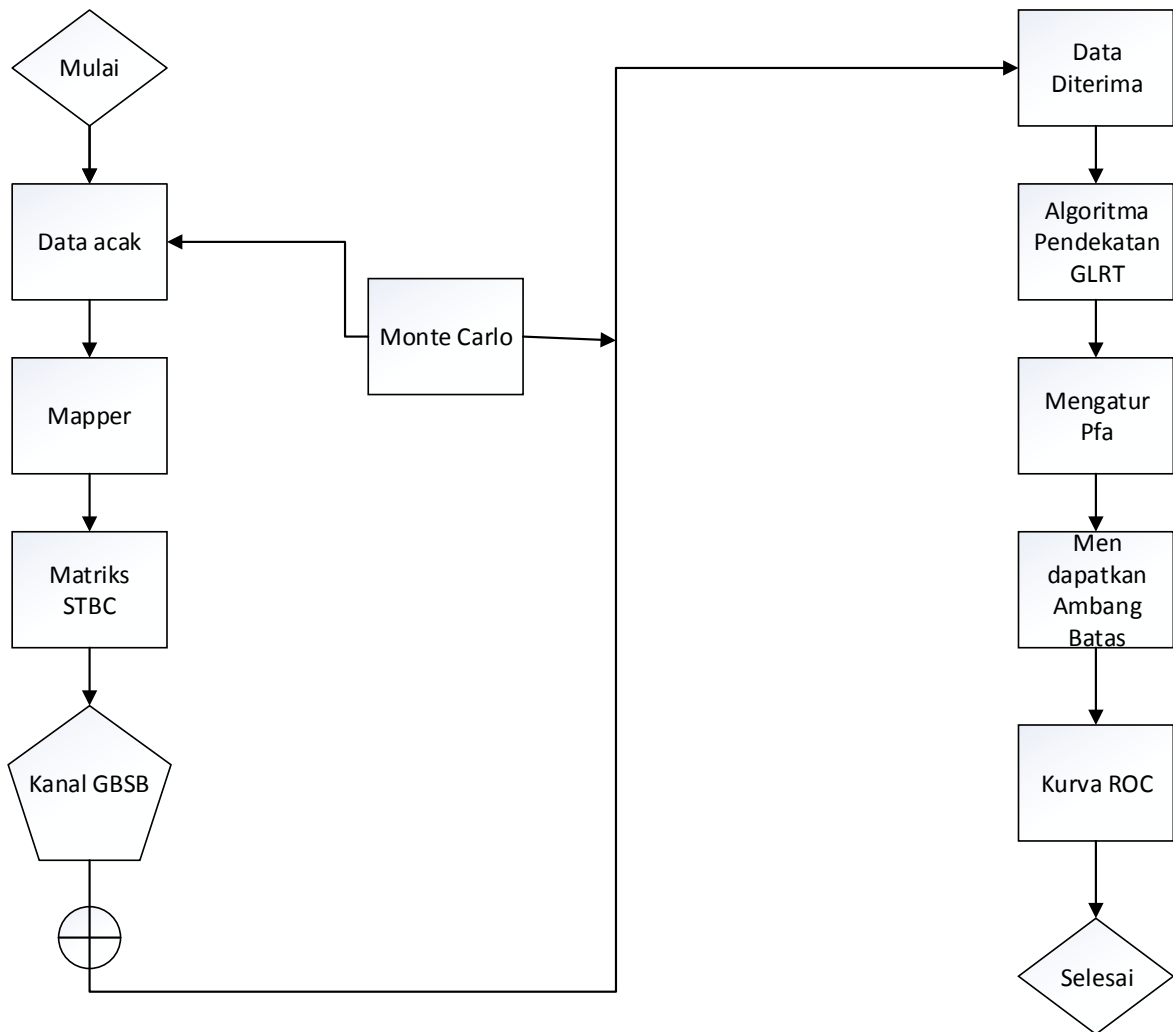 Mulai
Data acak
Mapper
Matriks
STBC
Kanal GBSB
Monte Carlo
Data
Diterima
Algoritma
Pendekatan
GLRT
Mengatur
Pfa
Men
dapatkan
Ambang
Batas
Kurva ROC
Selesai